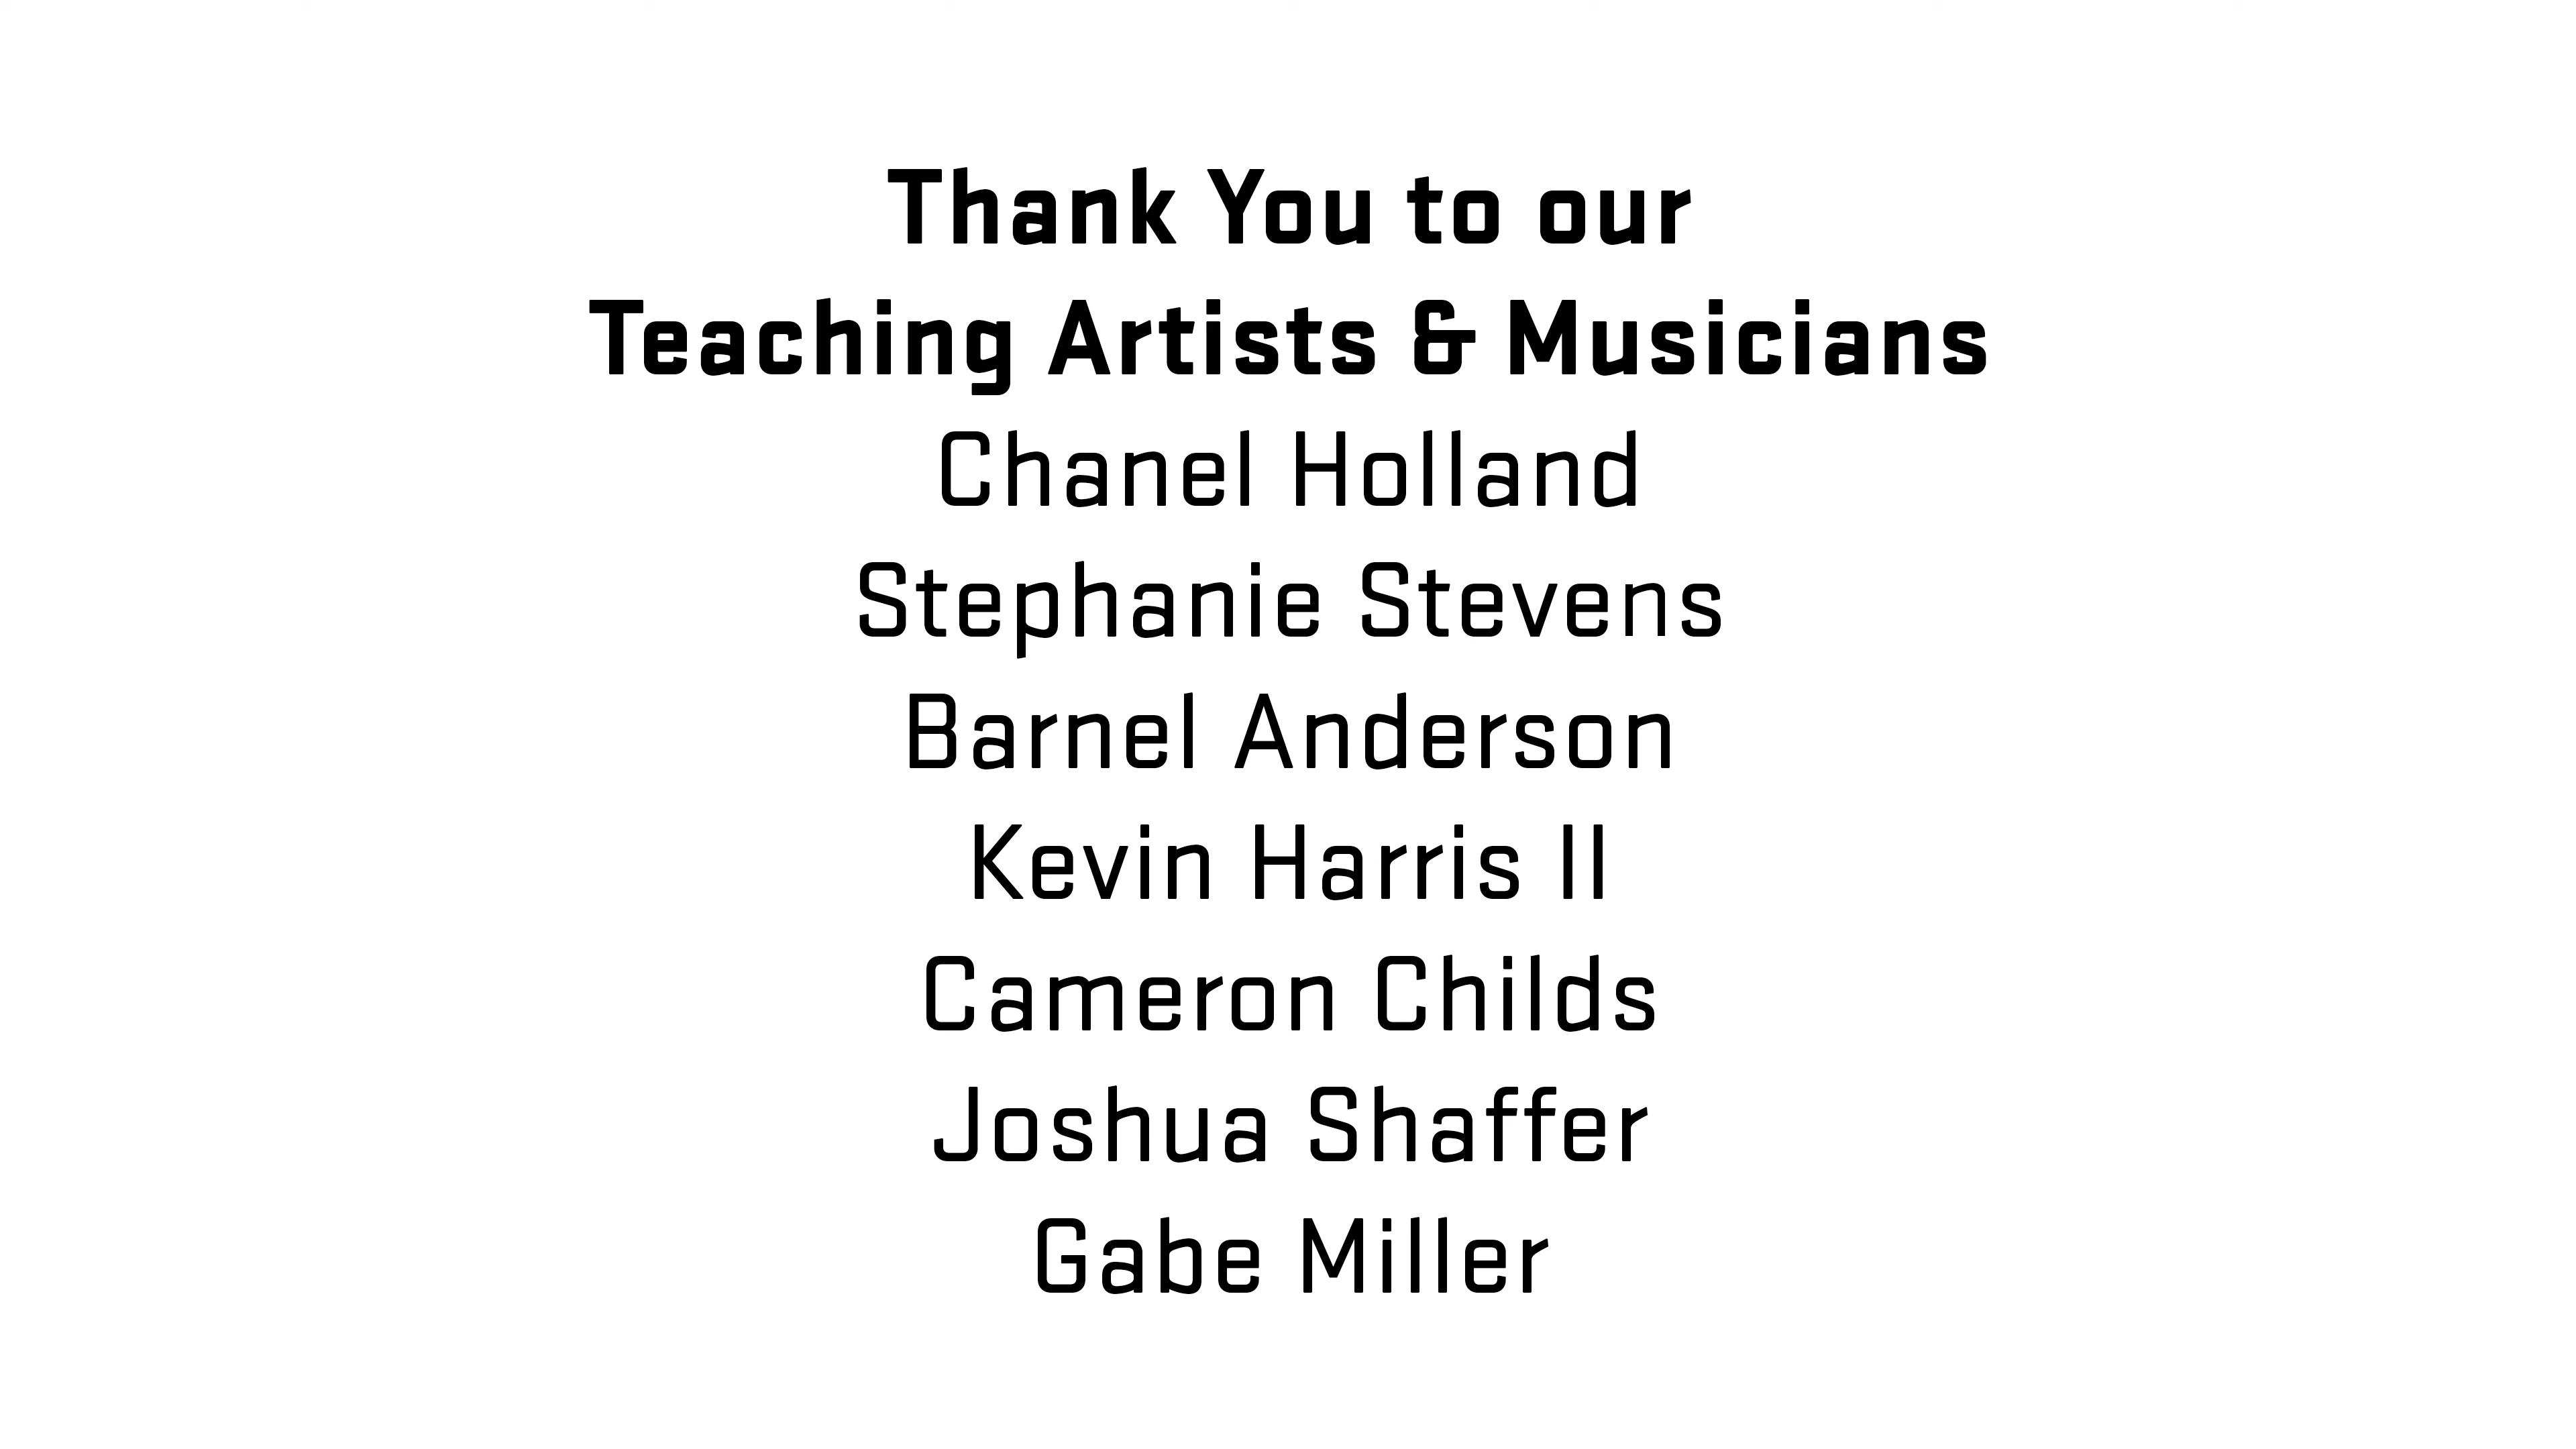 Thank You to our
Teaching Artists & Musicians
Chanel Holland
Stephanie Stevens
Barnel Anderson
Kevin Harris II
Cameron Childs
Joshua Shaffer
Gabe Miller